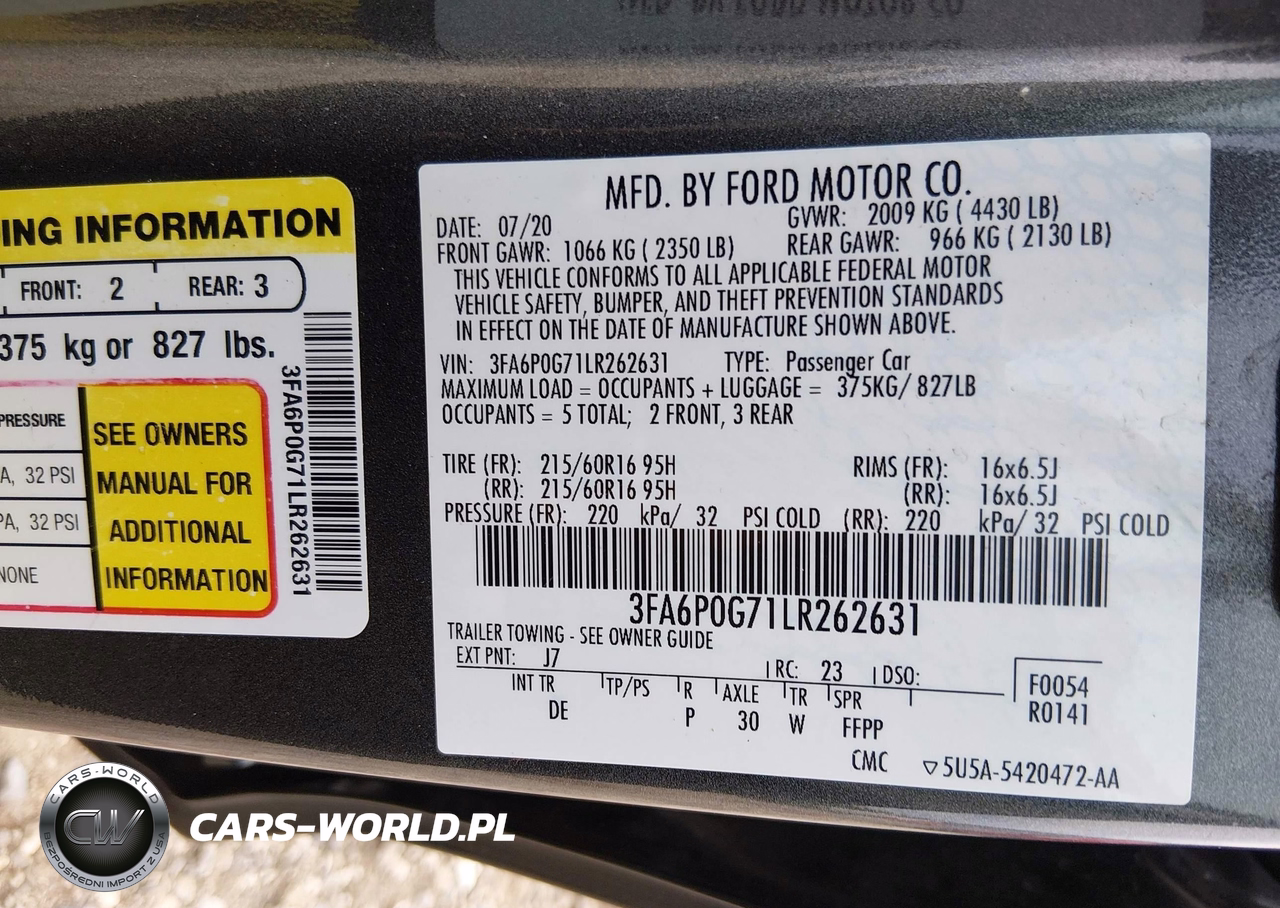 ING INFORMATION
FRONT: 2 REAR: 3
375 kg or 827 lbs.
PRESSURE
A, 32 PSI
PA, 32 PSI
NONE
SEE OWNERS
MANUAL FOR
ADDITIONAL
INFORMATION
3FA6P0G71LR262631
MFD. BY FORD MOTOR CO.
DATE: 07/20 GVWR: 2009 KG ( 4430 LB)
FRONT GAWR: 1066 KG ( 2350 LB) REAR GAWR: 966 KG ( 2130 LB)
THIS VEHICLE CONFORMS TO ALL APPLICABLE FEDERAL MOTOR
VEHICLE SAFETY, BUMPER, AND THEFT PREVENTION STANDARDS
IN EFFECT ON THE DATE OF MANUFACTURE SHOWN ABOVE.
VIN: 3FA6P0G71LR262631 TYPE: Passenger Car
MAXIMUM LOAD = OCCUPANTS + LUGGAGE = 375KG/ 827LB
OCCUPANTS = 5 TOTAL; 2 FRONT, 3 REAR
TIRE (FR): 215/60R16 95H RIMS (FR): 16x6.5J
(RR): 215/60R16 95H (RR): 16x6.5J
PRESSURE (FR): 220 kPa/ 32 PSI COLD (RR): 220 kPa/ 32 PSI COLD
3FA6P0G71LR262631
TRAILER TOWING - SEE OWNER GUIDE
EXT PNT: J7 RC: 23 DSO:
INT TR TP/PS R AXLE TR SPR
DE P 30 W FFPP
F0054
R0141
CMC ▽5U5A-5420472-AA
CARS-WORLD
CW
BEZPOŚREDNI IMPORT Z USA
CARS-WORLD.PL